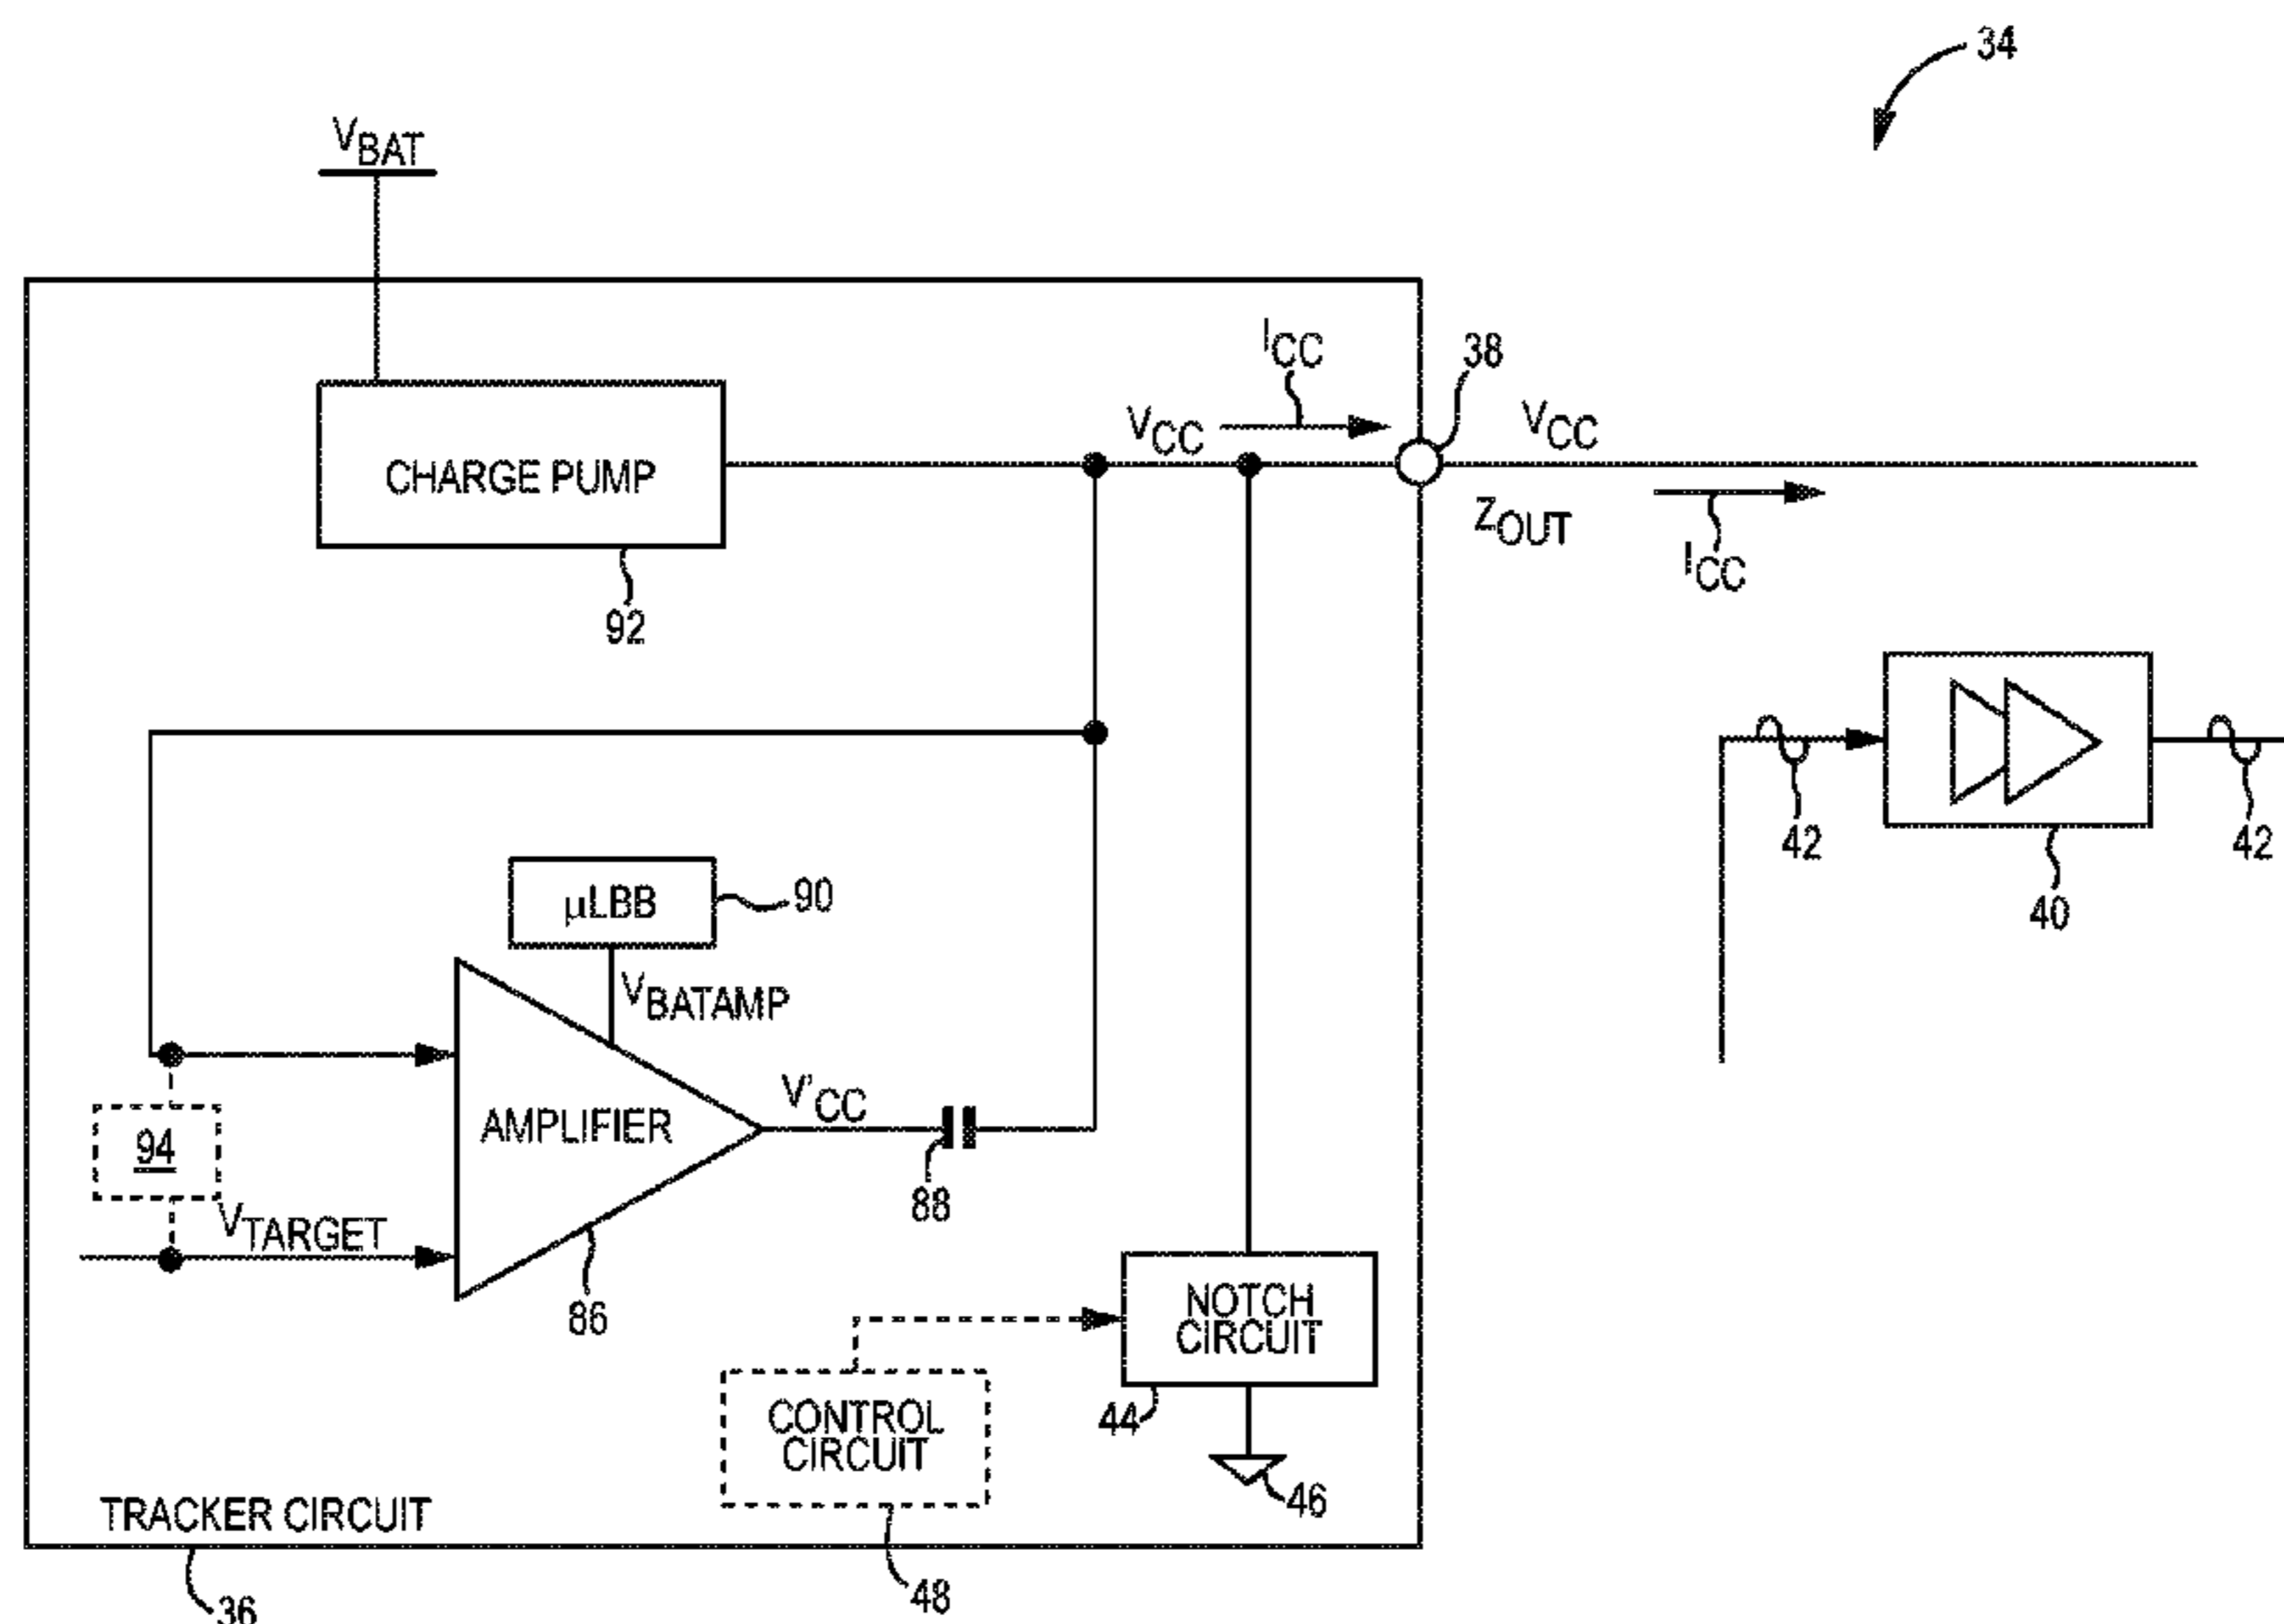 34
VBAT
CHARGE PUMP
92
ICC
VCC
38
VCC
ZOUT
ICC
42
40
42
µLBB
90
VBATAMP
AMPLIFIER
V'CC
88
94
VTARGET
86
NOTCH
CIRCUIT
44
46
CONTROL
CIRCUIT
48
TRACKER CIRCUIT
36